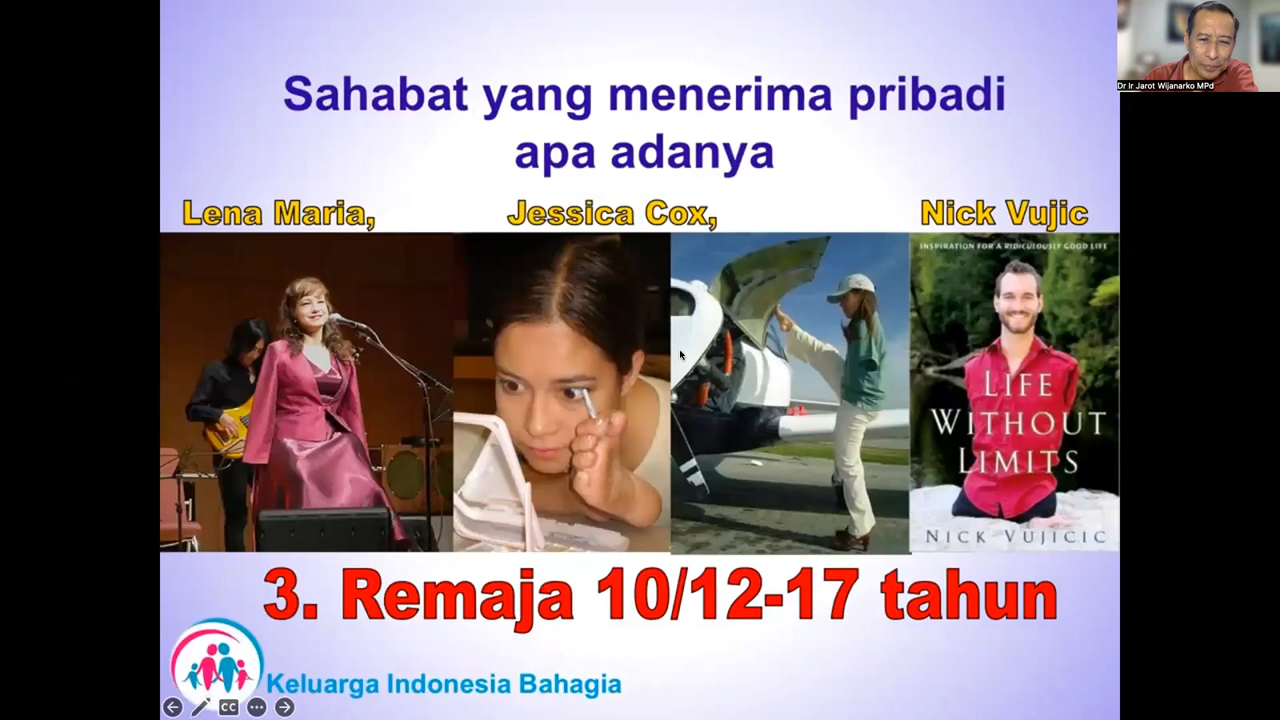 Sahabat yang menerima pribadi
apa adanya
Lena Maria, Jessica Cox, Nick Vujic
INSPIRATION FOR A RIDICULOUSLY GOOD LIFE
LIFE
WITHOUT
LIMITS
NICK VUJICIC
3. Remaja 10/12-17 tahun
Keluarga Indonesia Bahagia
CC
Dr Ir Jarot Wijanarko MPd